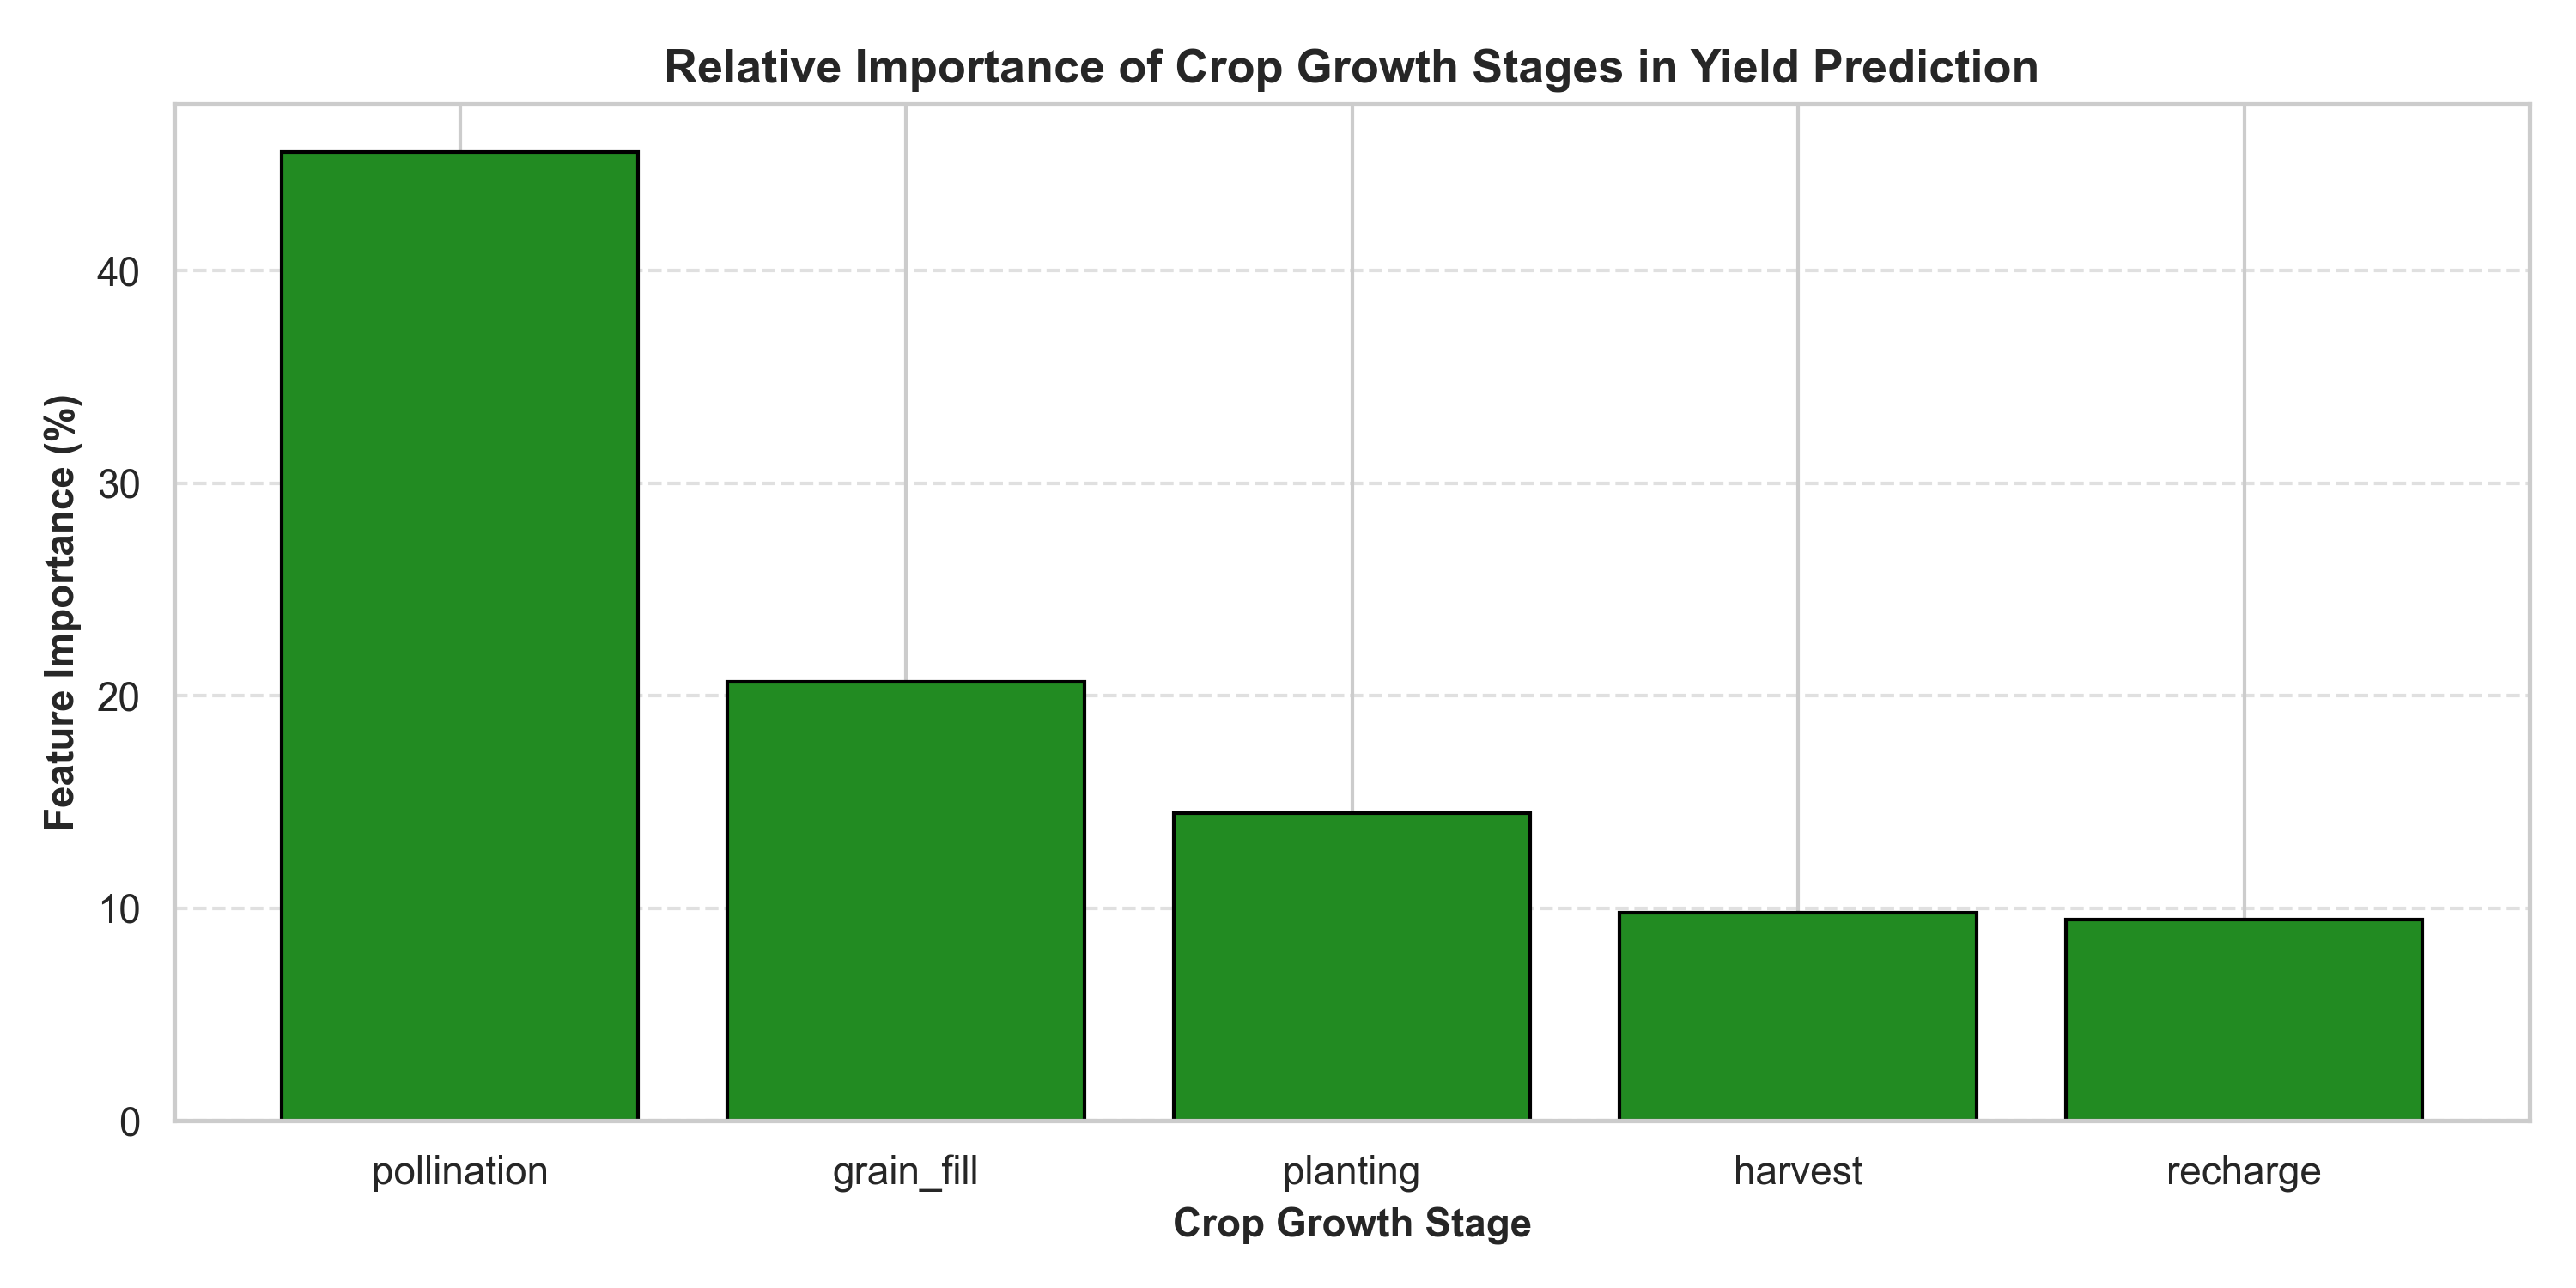 Relative Importance of Crop Growth Stages in Yield Prediction
Feature Importance (%)
40
30
20
10
0
pollination
grain_fill
planting
harvest
recharge
Crop Growth Stage